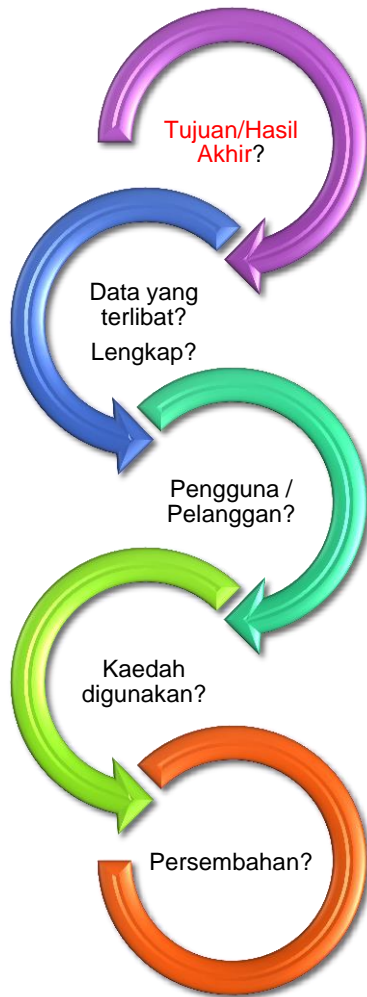 Tujuan/Hasil
Akhir?
Data yang
terlibat?
Lengkap?
Pengguna /
Pelanggan?
Kaedah
digunakan?
Persembahan?